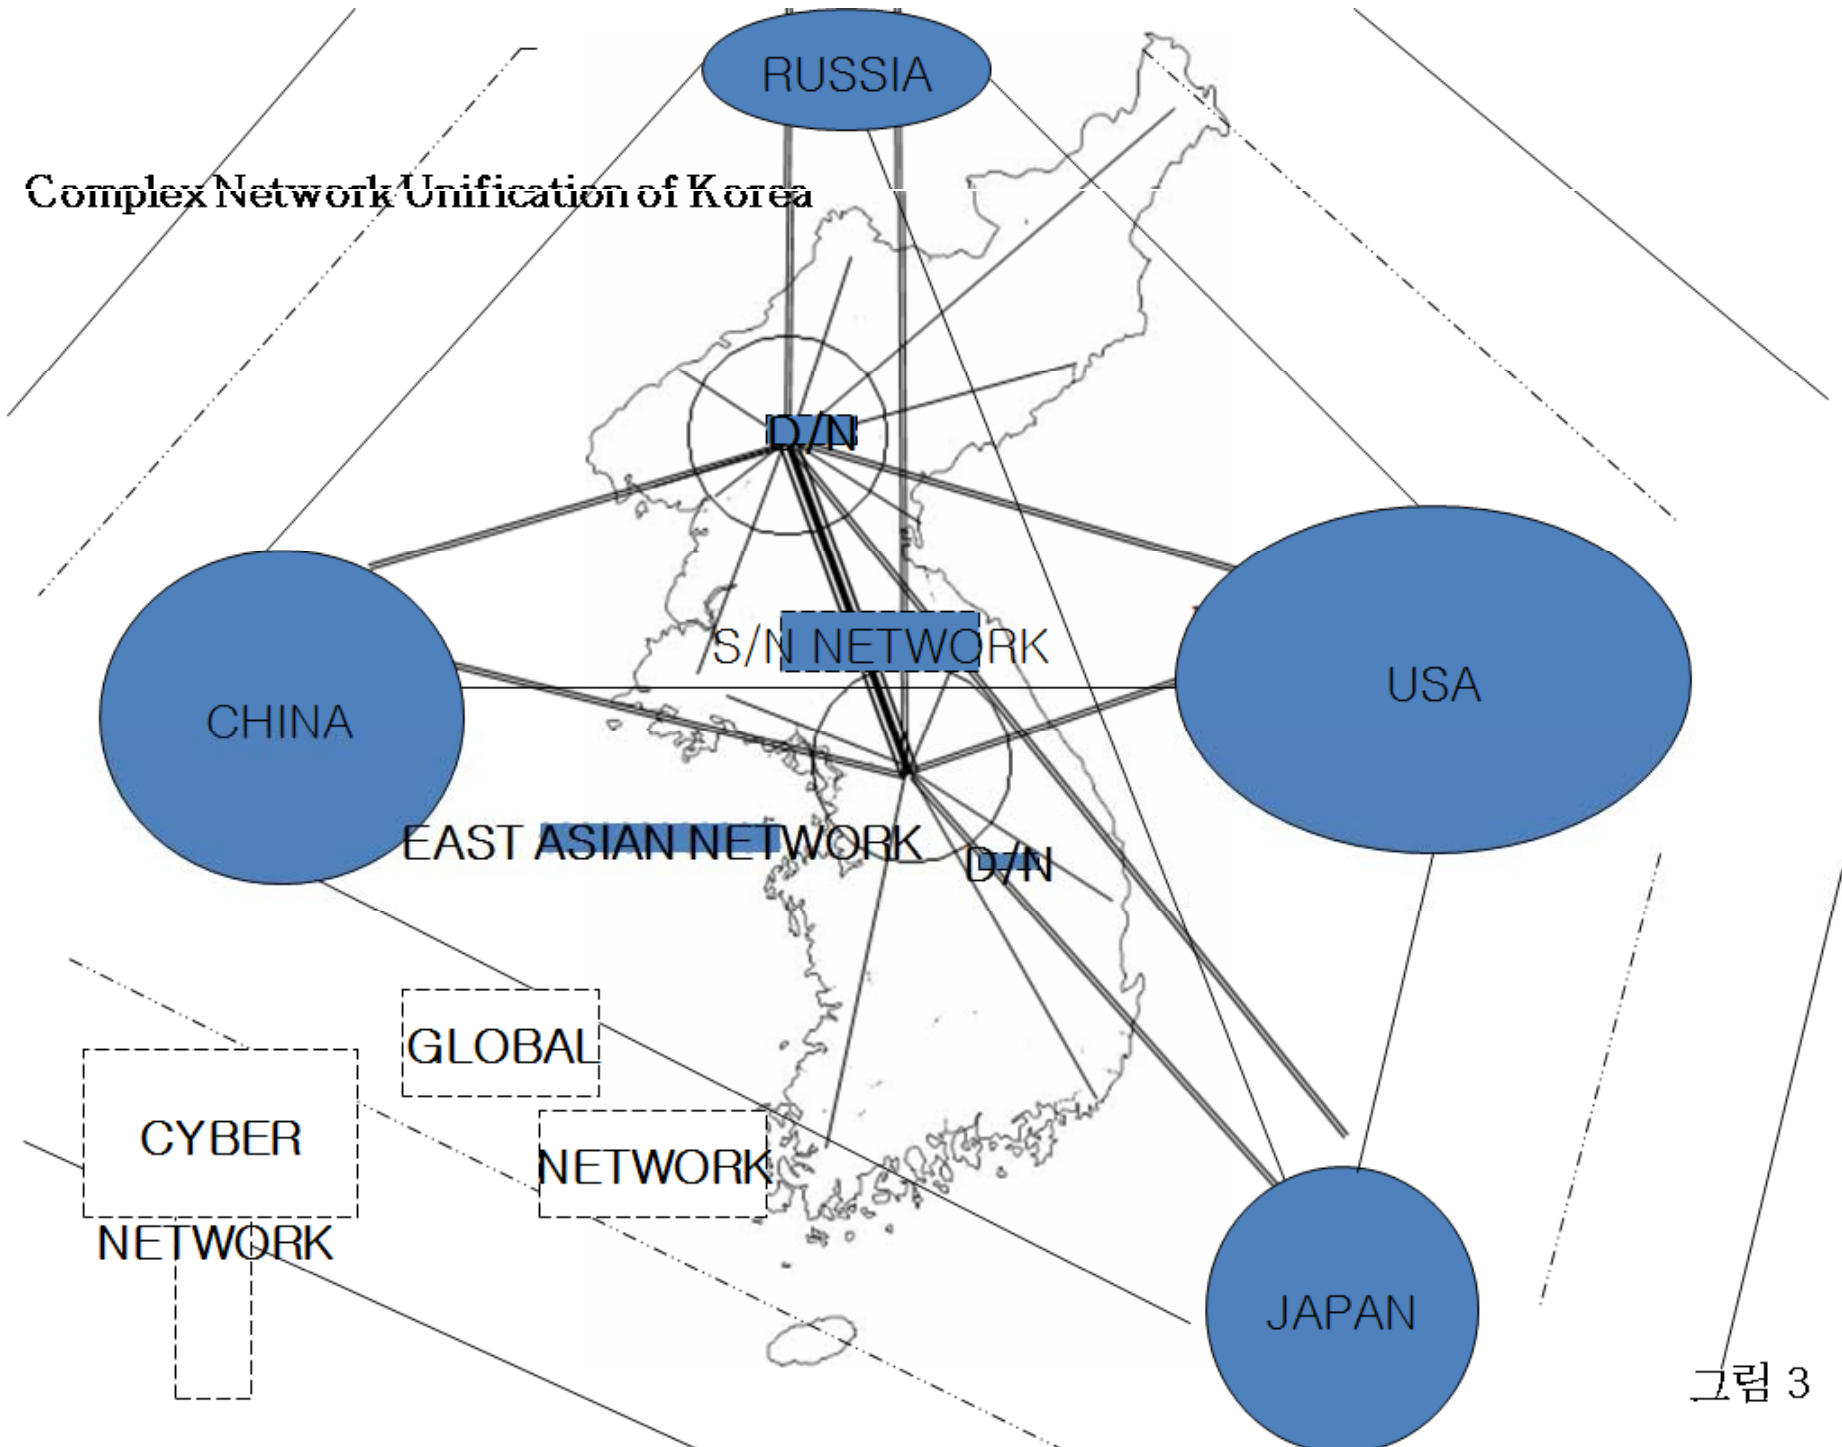 RUSSIA
Complex Network Unification of Korea
D/N
S/N NETWORK
CHINA
USA
EAST ASIAN NETWORK
D/N
GLOBAL
NETWORK
CYBER
NETWORK
JAPAN
그림 3